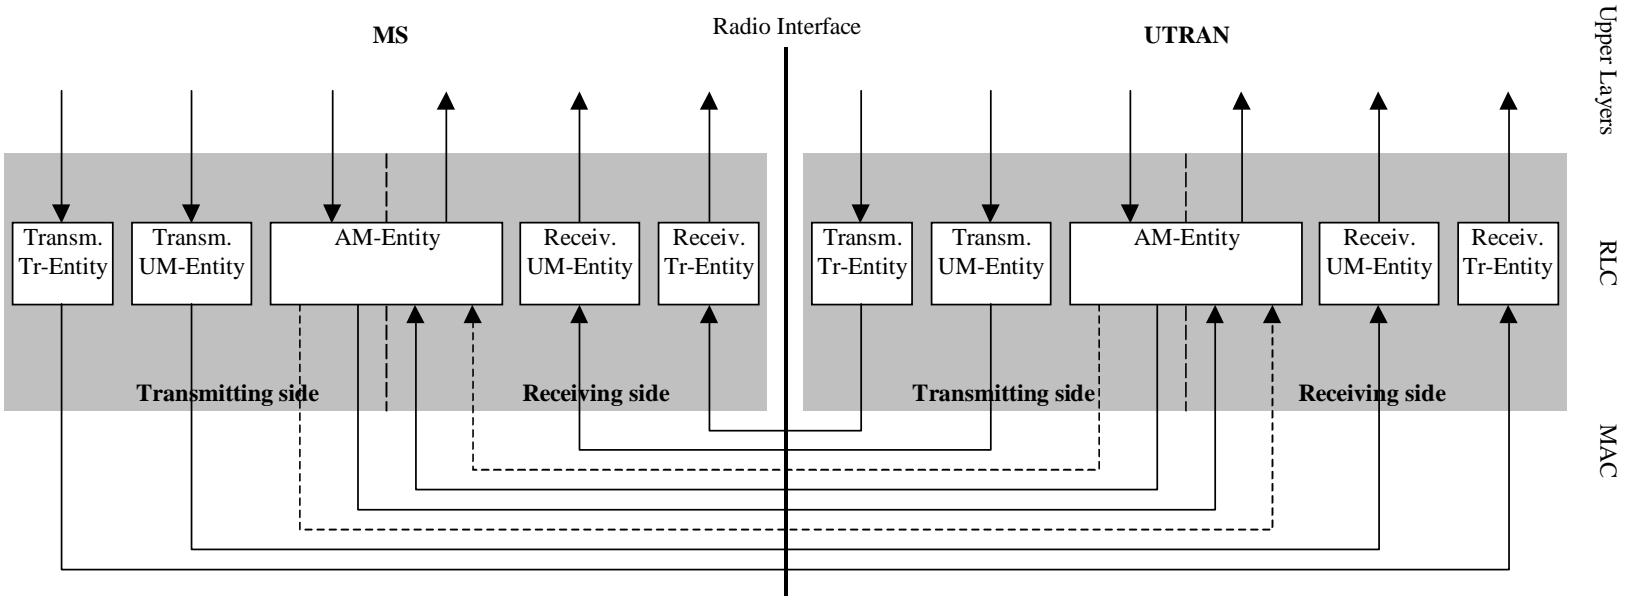 Radio Interface
MS
UTRAN
Upper Layers
Transm.
Tr-Entity
Transm.
UM-Entity
AM-Entity
Receiv.
UM-Entity
Receiv.
Tr-Entity
Transm.
Tr-Entity
Transm.
UM-Entity
AM-Entity
Receiv.
UM-Entity
Receiv.
Tr-Entity
RLC
Transmitting side
Receiving side
Transmitting side
Receiving side
MAC